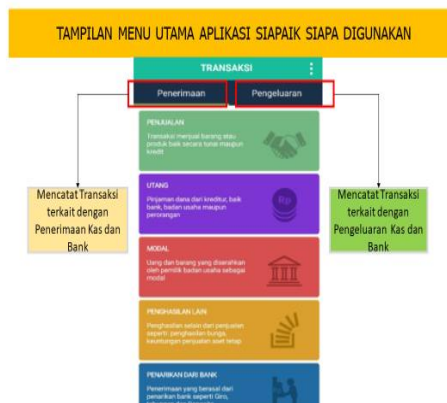 TAMPILAN MENU UTAMA APLIKASI SIAPAIK SIAPA DIGUNAKAN
TRANSAKSI
Penerimaan
Pengeluaran
PENJUALAN
Transaksi menjual barang atau
produk baik secara tunai maupun
kredit
UTANG
Pinjaman dana dari kreditur, baik
bank, badan usaha maupun
perorangan
Rp
Mencatat Transaksi
terkait dengan
Penerimaan Kas dan
Bank
Mencatat Transaksi
terkait dengan
Pengeluaran Kas dan
Bank
MODAL
Uang dan barang yang diserahkan
oleh pemilik badan usaha sebagai
modal
PENGHASILAN LAIN
Penghasilan selain dari penjualan
seperti penghasilan bunga,
keuntungan penjualan aset tetap
PENARIKAN DARI BANK
Penerimaan yang berasal dari
penarikan bank seperti Giro,